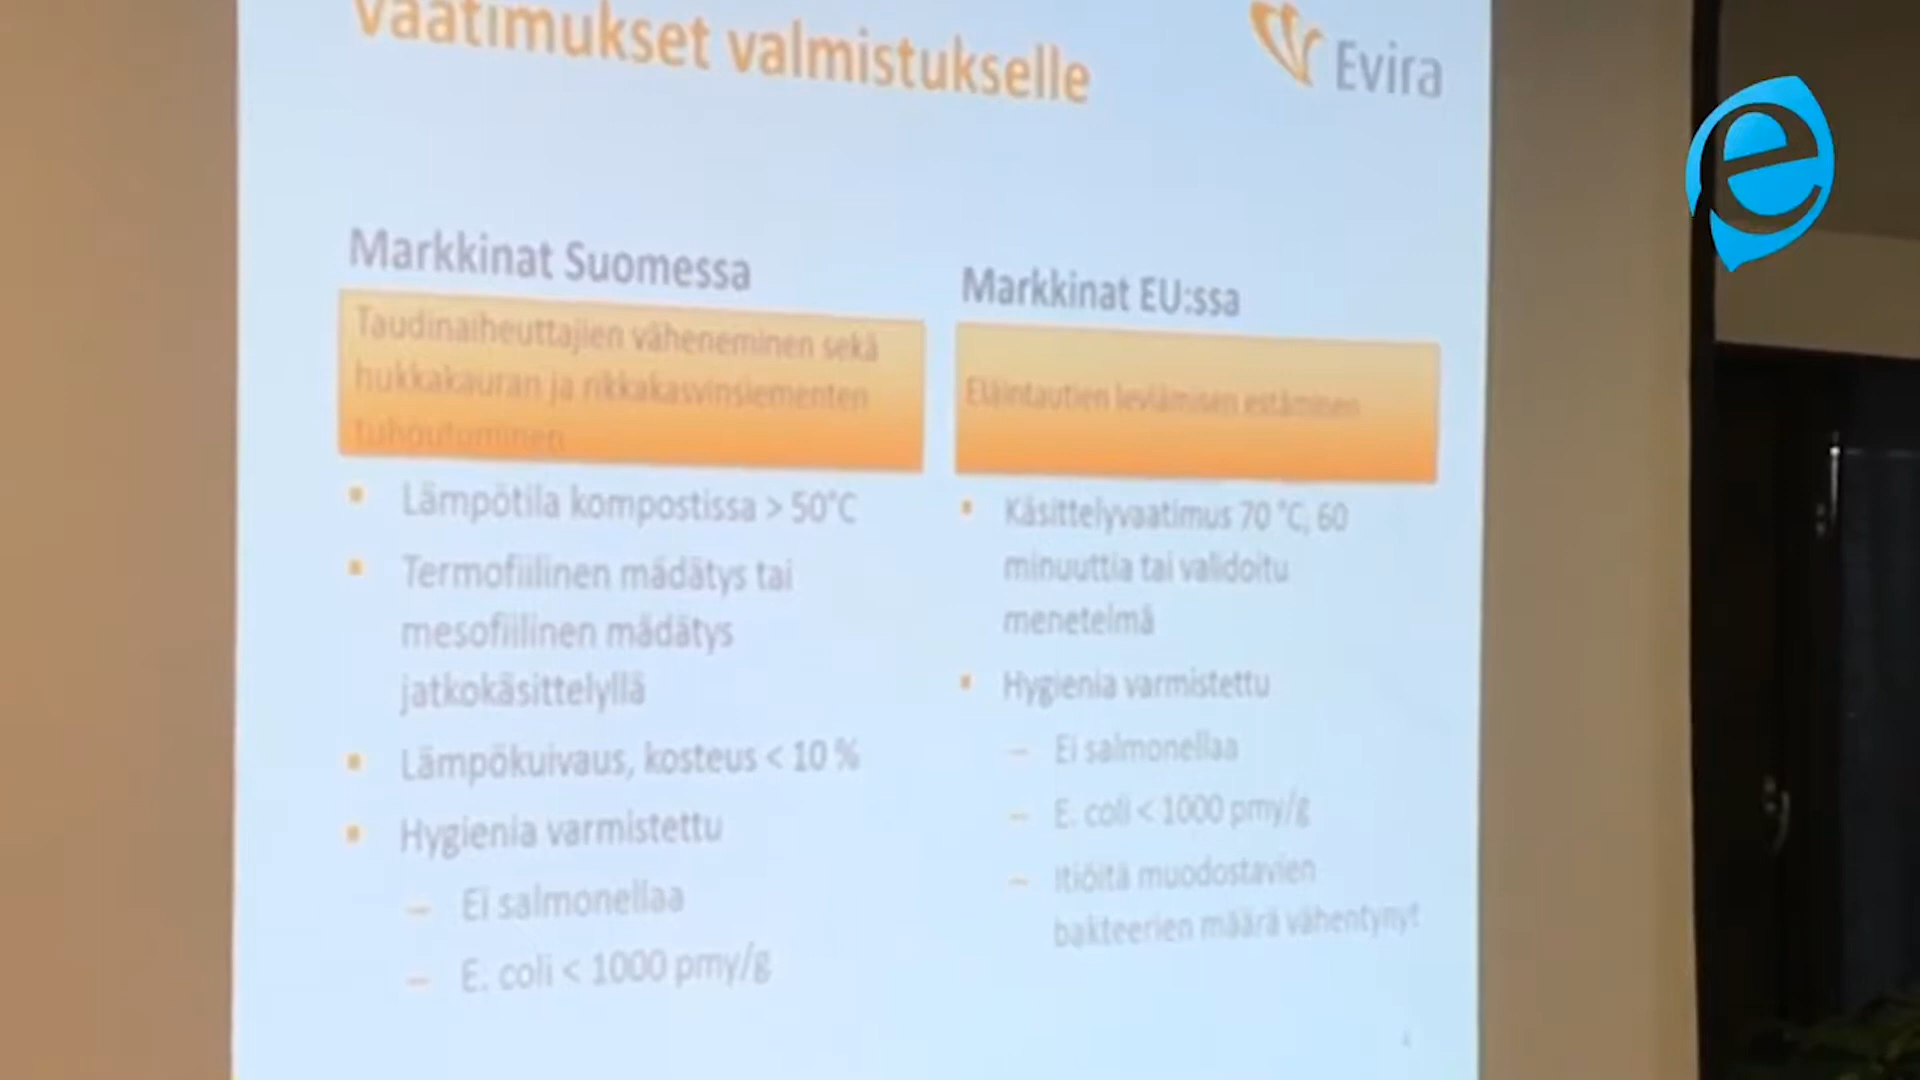 Vaatimukset valmistukselle
Evira
Markkinat Suomessa
Taudinaiheuttajien väheneminen sekä
hukkakauran ja rikkakasvinsiementen
tuhoutuminen
Lämpötila kompostissa > 50°C
Termofiilinen mädätys tai
mesofiilinen mädätys
jatkokäsittelyllä
Lämpökuivaus, kosteus < 10 %
Hygienia varmistettu
– Ei salmonellaa
– E. coli < 1000 pmy/g
Markkinat EU:ssa
Eläintautien leviämisen estäminen
Käsittelyvaatimus 70 °C, 60
minuuttia tai validoitu
menetelmä
Hygienia varmistettu
– Ei salmonellaa
– E. coli < 1000 pmy/g
– Itiöitä muodostavien
bakteerien määrä vähentynyt